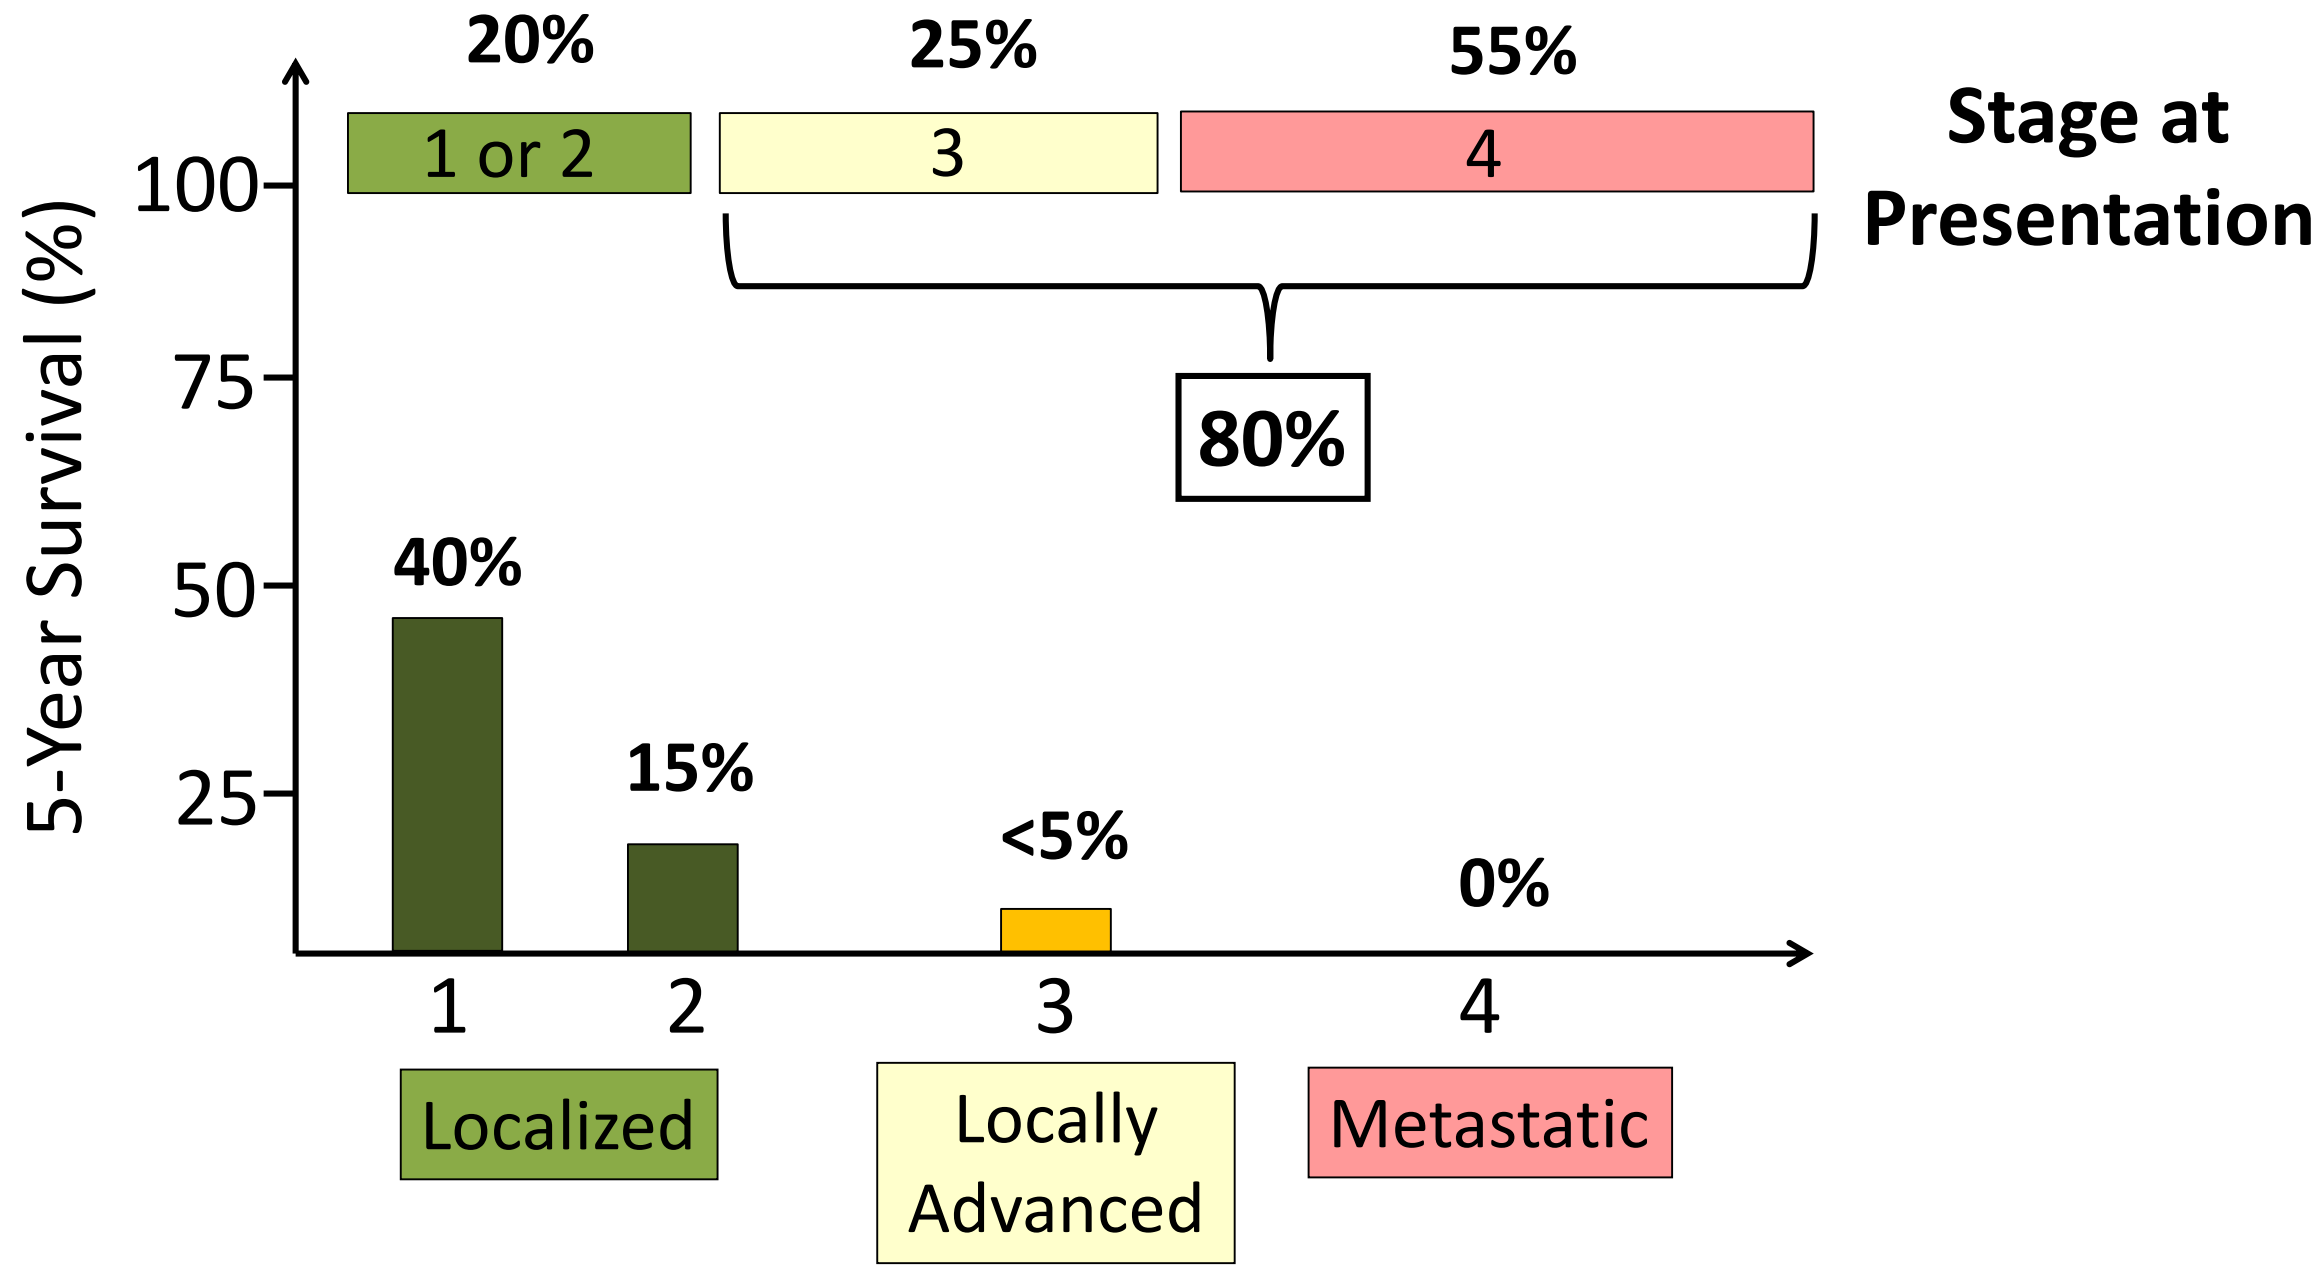 20%
25%
55%
1 or 2
3
4
Stage at
Presentation
5-Year Survival (%)
100
75
50
25
80%
40%
15%
<5%
0%
1
2
3
4
Localized
Locally
Advanced
Metastatic